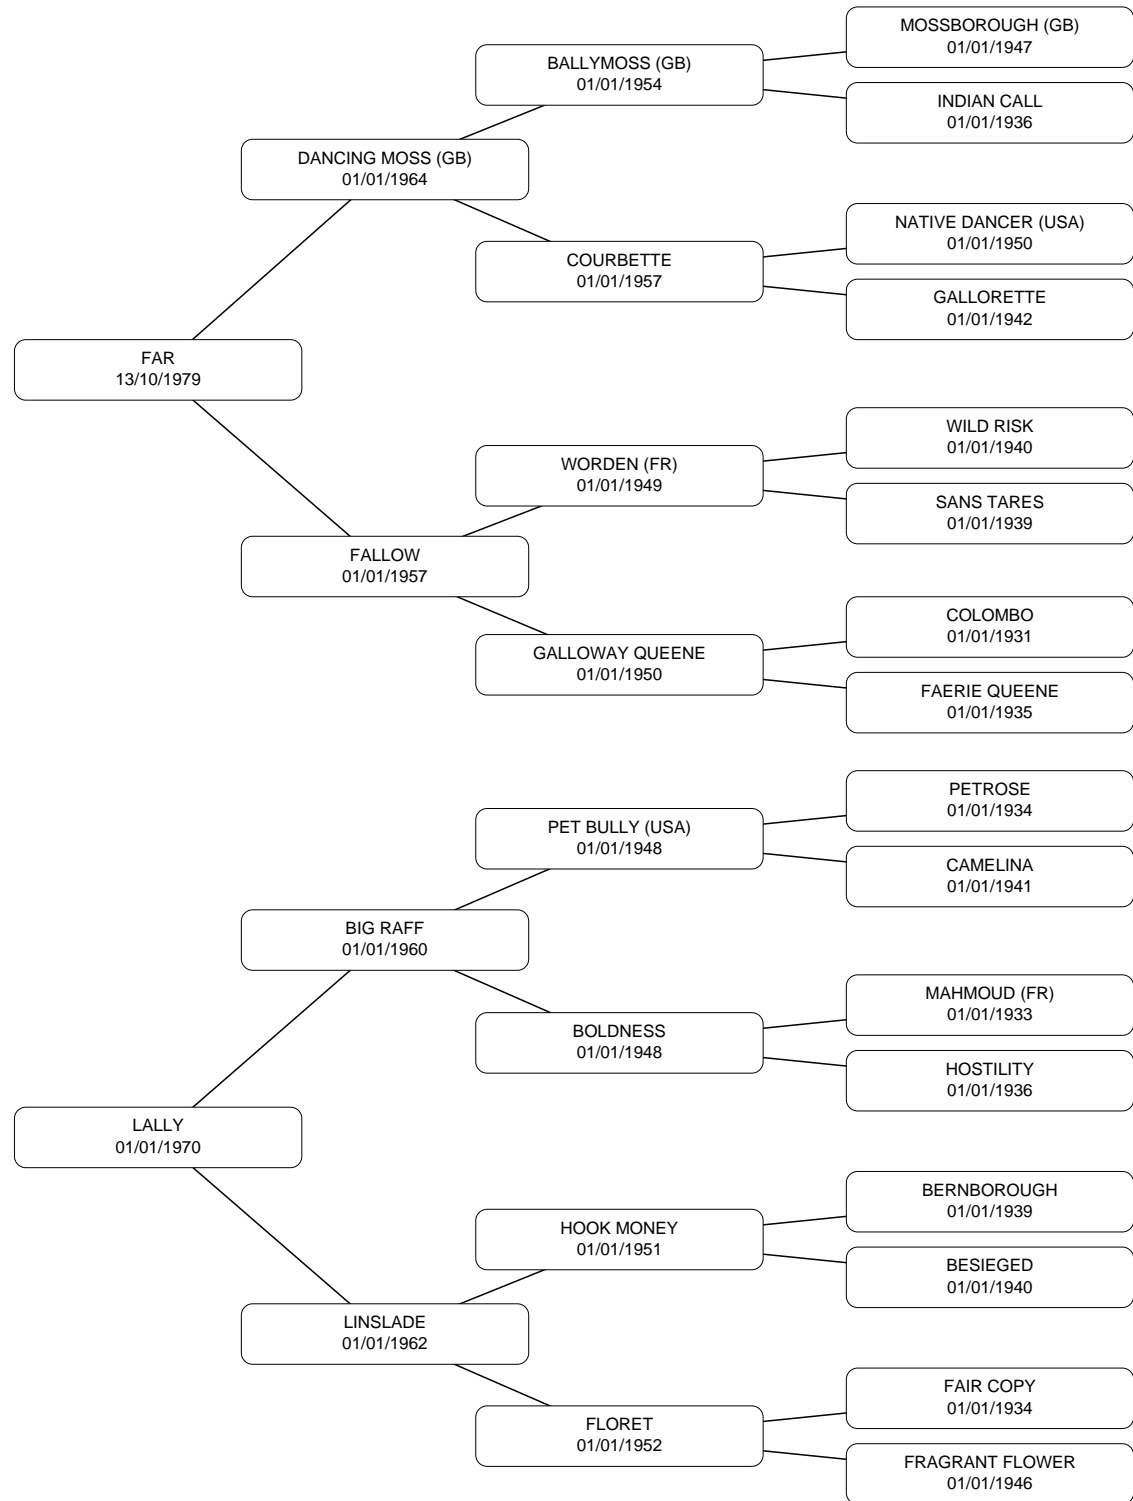 MOSSBOROUGH (GB)
01/01/1947
BALLYMOSS (GB)
01/01/1954
INDIAN CALL
01/01/1936
DANCING MOSS (GB)
01/01/1964
NATIVE DANCER (USA)
01/01/1950
COURBETTE
01/01/1957
GALLORETTE
01/01/1942
FAR
13/10/1979
WILD RISK
01/01/1940
WORDEN (FR)
01/01/1949
SANS TARES
01/01/1939
FALLOW
01/01/1957
COLOMBO
01/01/1931
GALLOWAY QUEENE
01/01/1950
FAERIE QUEENE
01/01/1935
PETROSE
01/01/1934
PET BULLY (USA)
01/01/1948
CAMELINA
01/01/1941
BIG RAFF
01/01/1960
MAHMOUD (FR)
01/01/1933
BOLDNESS
01/01/1948
HOSTILITY
01/01/1936
LALLY
01/01/1970
BERNBOROUGH
01/01/1939
HOOK MONEY
01/01/1951
BESIEGED
01/01/1940
LINSLADE
01/01/1962
FAIR COPY
01/01/1934
FLORET
01/01/1952
FRAGRANT FLOWER
01/01/1946